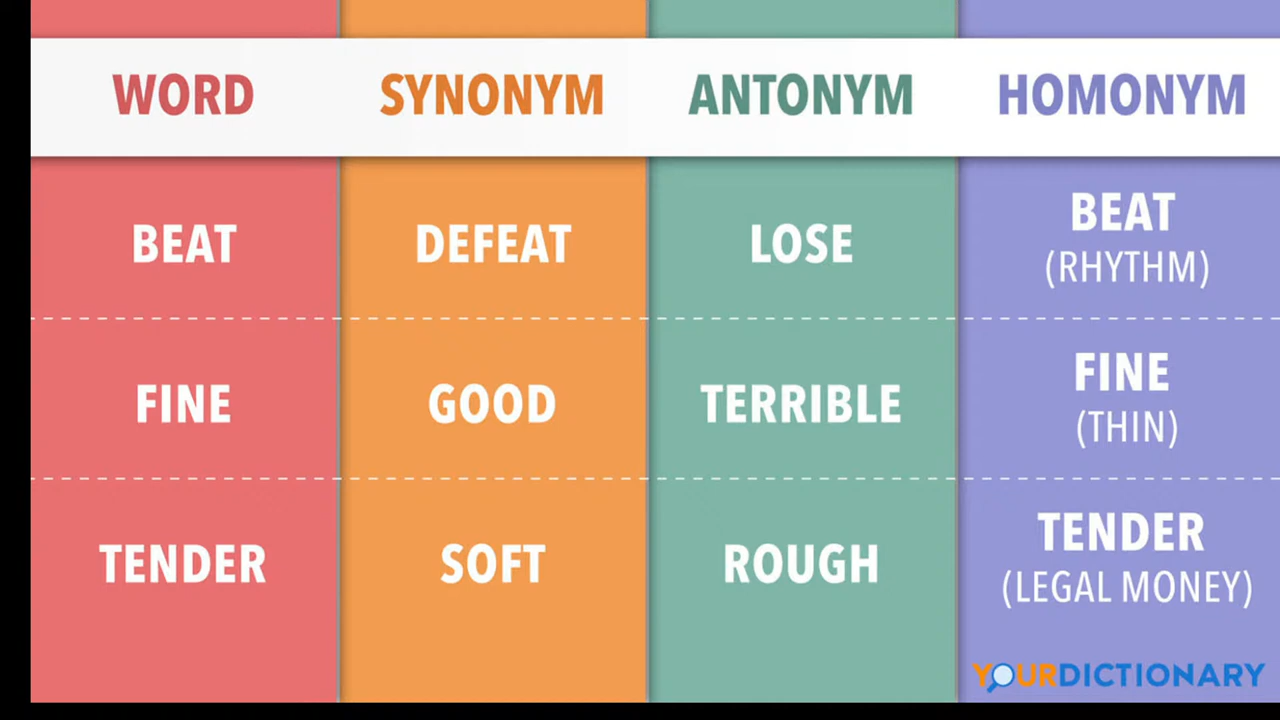 WORD SYNONYM ANTONYM HOMONYM
BEAT DEFEAT LOSE BEAT
(RHYTHM)
FINE GOOD TERRIBLE FINE
(THIN)
TENDER SOFT ROUGH TENDER
(LEGAL MONEY)
YOURDICTIONARY